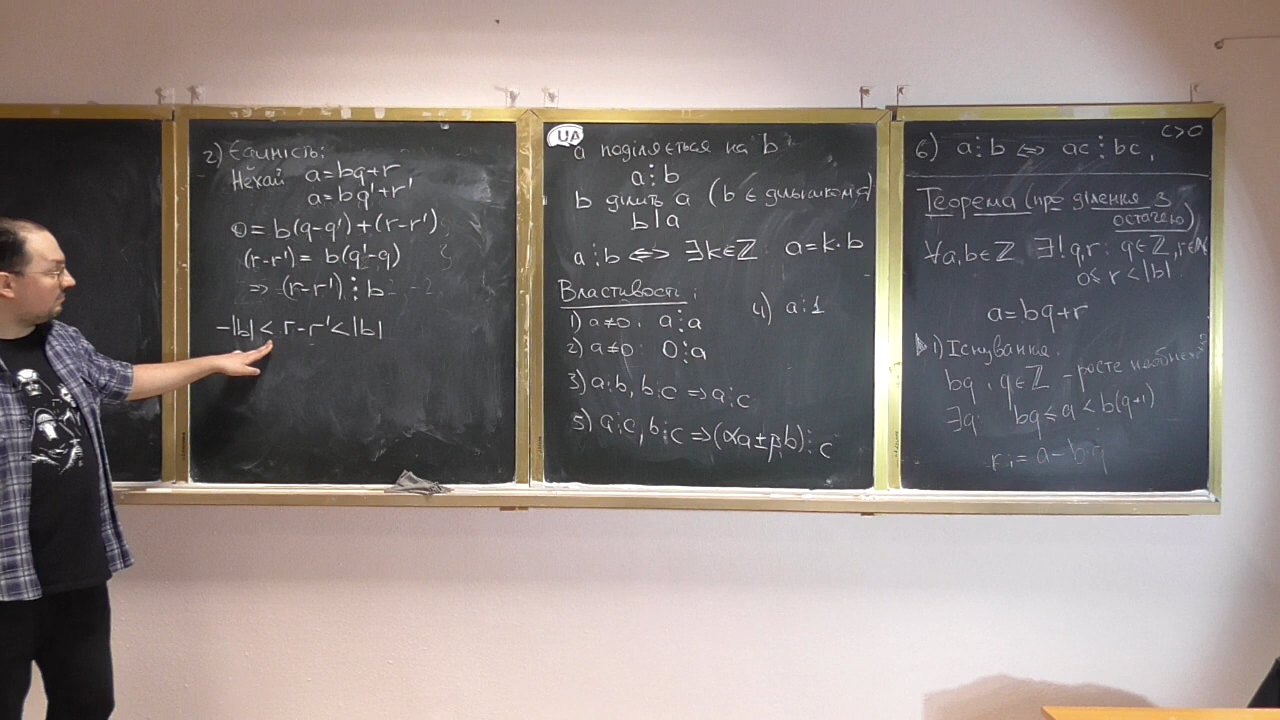 2) Єдиність:
Нехай a=bq+r
a=bq'+r'
0=b(q-q')+(r-r')
(r-r')= b(q'-q)
=> (r-r')⋮b
-|b|< r-r'<|b|
UA
a поділяється на b
a⋮b
b ділить a (b є дільником a)
b|a
a⋮b <=> ∃k∈ℤ: a=k·b
Властивості:
1) a≠0: a⋮a
4) a⋮1
2) a≠0: 0⋮a
3) a⋮b, b⋮c => a⋮c
5) a⋮c, b⋮c => (αa±βb)⋮c
c>0
6) a⋮b <=> ac⋮bc,
Теорема (про ділення з
остачею)
∀a,b∈ℤ ∃! q,r: q∈ℤ, r∈
0≤ r <|b|
a=bq+r
1) Існування.
bq, q∈ℤ - росте
∃q: bq≤a<b(q+1)
r:=a-bq